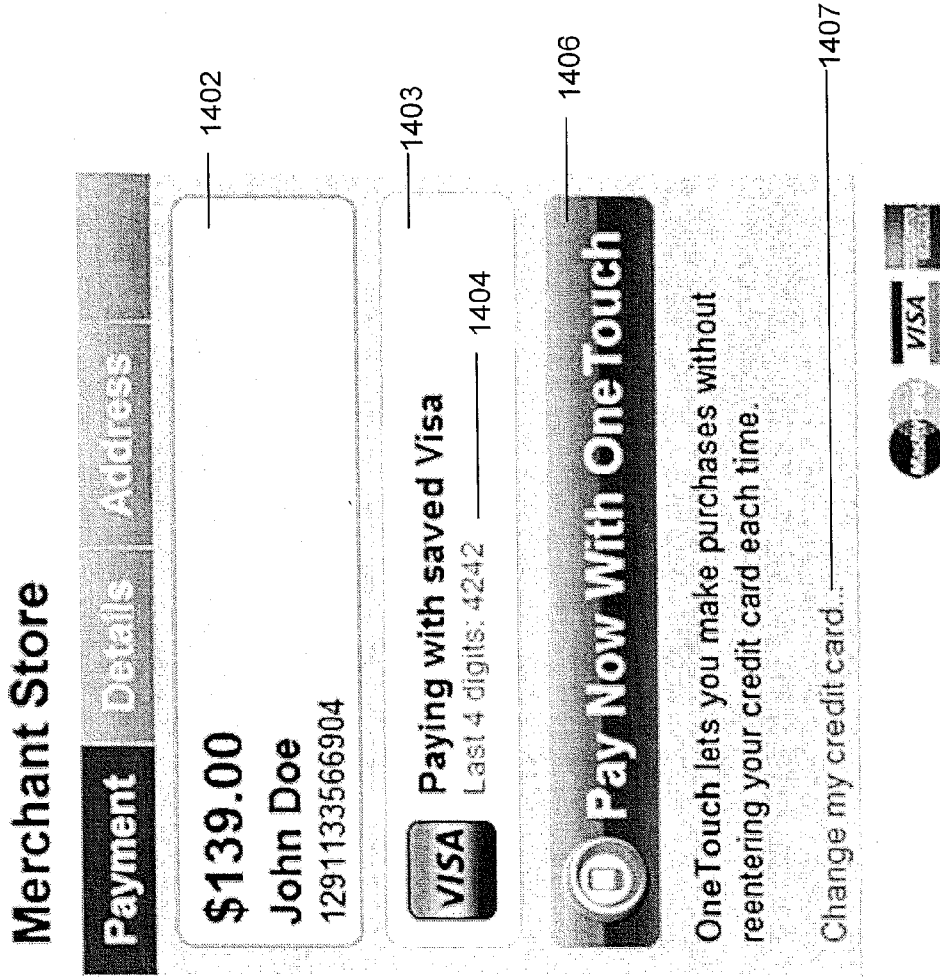 Merchant Store
Payment Details Address
$139.00
John Doe
1291133566904
1402
VISA
Paying with saved Visa
Last 4 digits: 4242
1404
1403
Pay Now With OneTouch
1406
OneTouch lets you make purchases without
reentering your credit card each time.
Change my credit card...
1407
MasterCard VISA